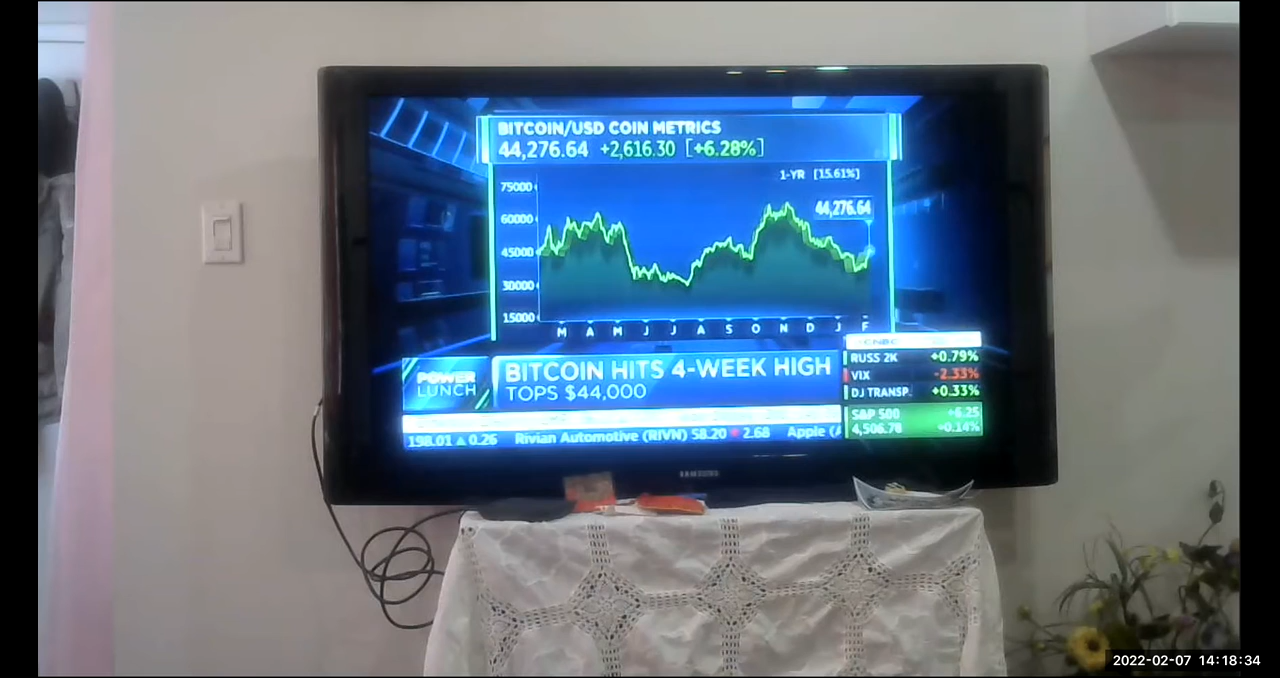 BITCOIN/USD COIN METRICS
44,276.64 +2,616.30 [+6.28%]
1-YR [15.61%]
75000
44,276.64
60000
45000
30000
15000
M A M J J A S O N D J F
CNBC
POWER
LUNCH
BITCOIN HITS 4-WEEK HIGH
TOPS $44,000
RUSS 2K +0.79%
VIX -2.33%
DJ TRANSP. +0.33%
S&P 500 +6.25
4,506.78 +0.14%
198.01 ▲ 0.26 Rivian Automotive (RIVN) 58.20 ▼ 2.68 Apple (A
SAMSUNG
2022-02-07 14:18:34